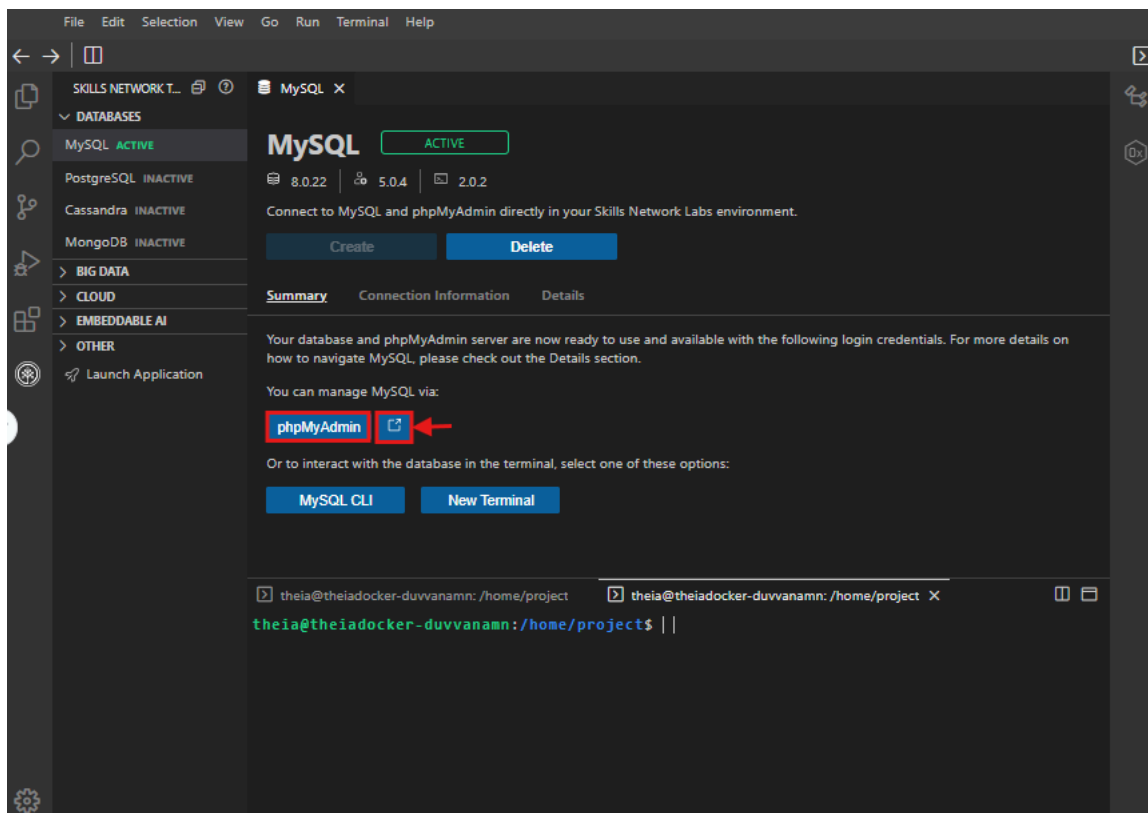 File Edit Selection View Go Run Terminal Help
SKILLS NETWORK T...
MySQL
DATABASES
MySQL ACTIVE
PostgreSQL INACTIVE
Cassandra INACTIVE
MongoDB INACTIVE
BIG DATA
CLOUD
EMBEDDABLE AI
OTHER
Launch Application
MySQL ACTIVE
8.0.22 5.0.4 2.0.2
Connect to MySQL and phpMyAdmin directly in your Skills Network Labs environment.
Create Delete
Summary Connection Information Details
Your database and phpMyAdmin server are now ready to use and available with the following login credentials. For more details on
how to navigate MySQL, please check out the Details section.
You can manage MySQL via:
phpMyAdmin
Or to interact with the database in the terminal, select one of these options:
MySQL CLI New Terminal
theia@theiadocker-duvvanamn: /home/project theia@theiadocker-duvvanamn: /home/project
theia@theiadocker-duvvanamn:/home/project$